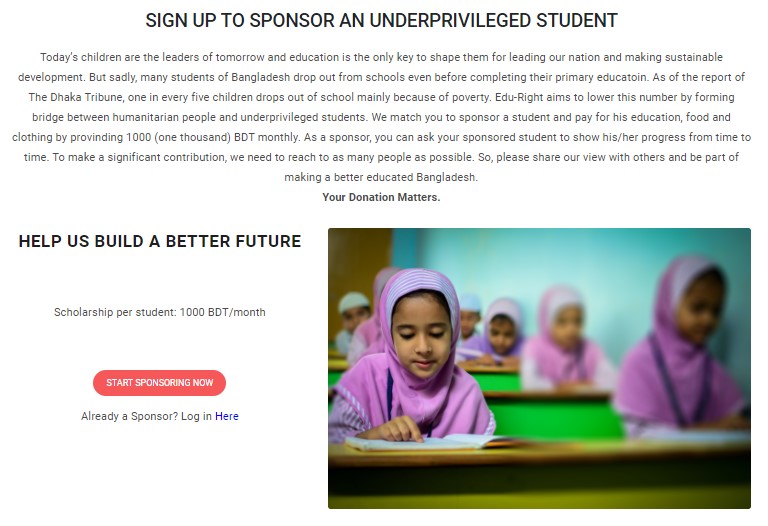 SIGN UP TO SPONSOR AN UNDERPRIVILEGED STUDENT
Today's children are the leaders of tomorrow and education is the only key to shape them for leading our nation and making sustainable
development. But sadly, many students of Bangladesh drop out from schools even before completing their primary educatoin. As of the report of
The Dhaka Tribune, one in every five children drops out of school mainly because of poverty. Edu-Right aims to lower this number by forming
bridge between humanitarian people and underprivileged students. We match you to sponsor a student and pay for his education, food and
clothing by provinding 1000 (one thousand) BDT monthly. As a sponsor, you can ask your sponsored student to show his/her progress from time to
time. To make a significant contribution, we need to reach to as many people as possible. So, please share our view with others and be part of
making a better educated Bangladesh.
Your Donation Matters.
HELP US BUILD A BETTER FUTURE
Scholarship per student: 1000 BDT/month
START SPONSORING NOW
Already a Sponsor? Log in Here